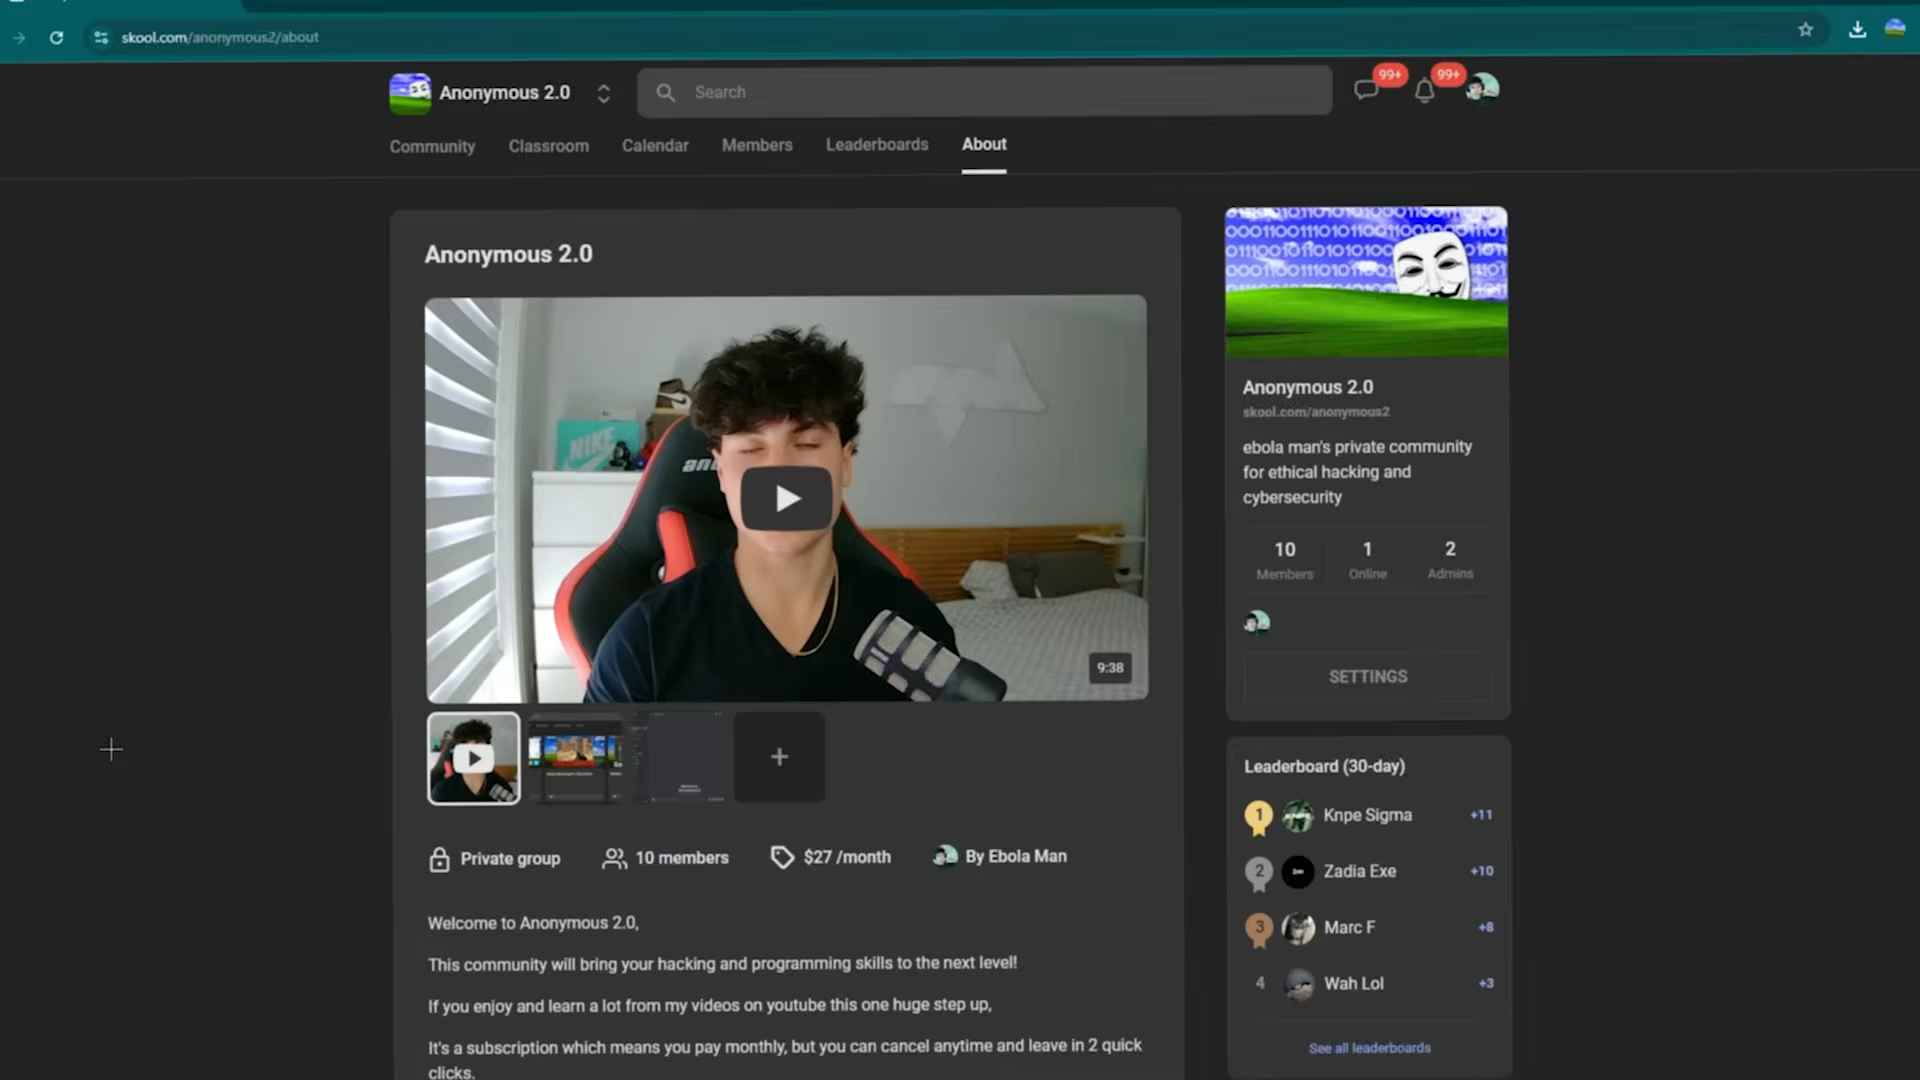 skool.com/anonymous2/about
Anonymous 2.0
Search
99+
99+
Community
Classroom
Calendar
Members
Leaderboards
About
Anonymous 2.0
NIKE
9:38
Private group
10 members
$27 /month
By Ebola Man
Welcome to Anonymous 2.0,
This community will bring your hacking and programming skills to the next level!
If you enjoy and learn a lot from my videos on youtube this one huge step up,
It's a subscription which means you pay monthly, but you can cancel anytime and leave in 2 quick
clicks.
Anonymous 2.0
skool.com/anonymous2
ebola man's private community
for ethical hacking and
cybersecurity
10
Members
1
Online
2
Admins
SETTINGS
Leaderboard (30-day)
1 Knpe Sigma +11
2 Zadia Exe +10
3 Marc F +8
4 Wah Lol +3
See all leaderboards